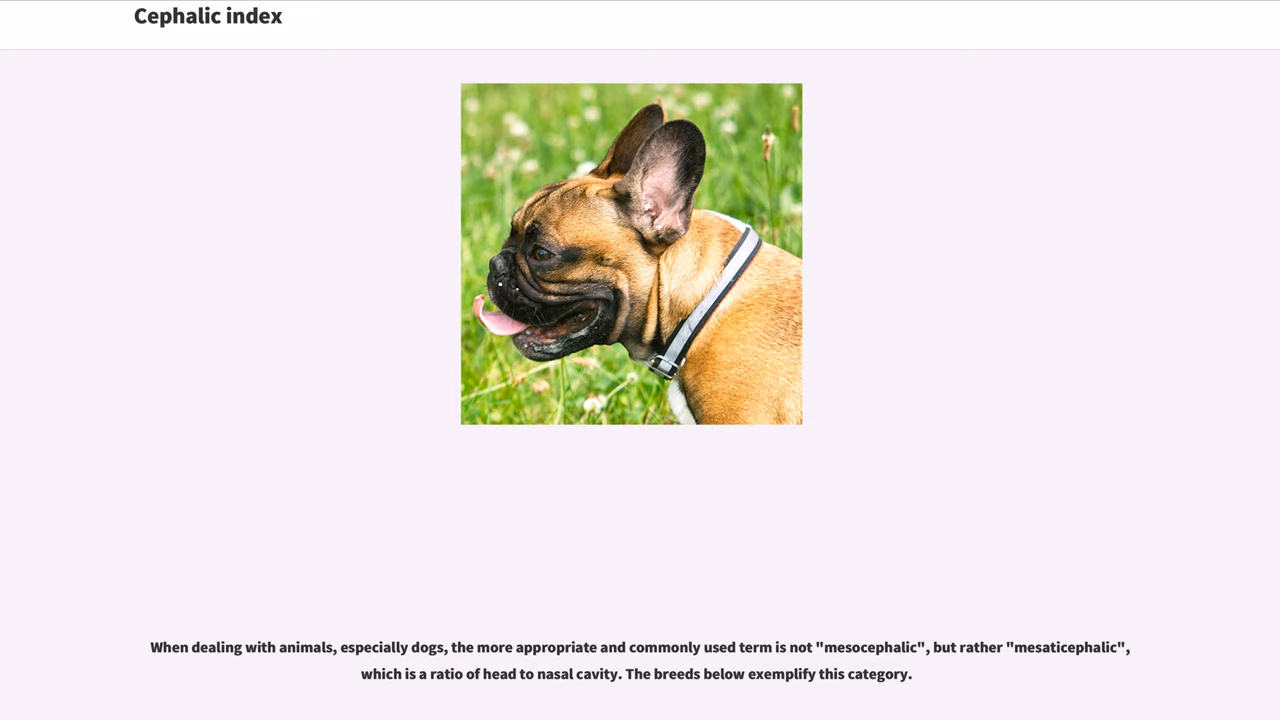 Cephalic index
When dealing with animals, especially dogs, the more appropriate and commonly used term is not "mesocephalic", but rather "mesaticephalic",
which is a ratio of head to nasal cavity. The breeds below exemplify this category.